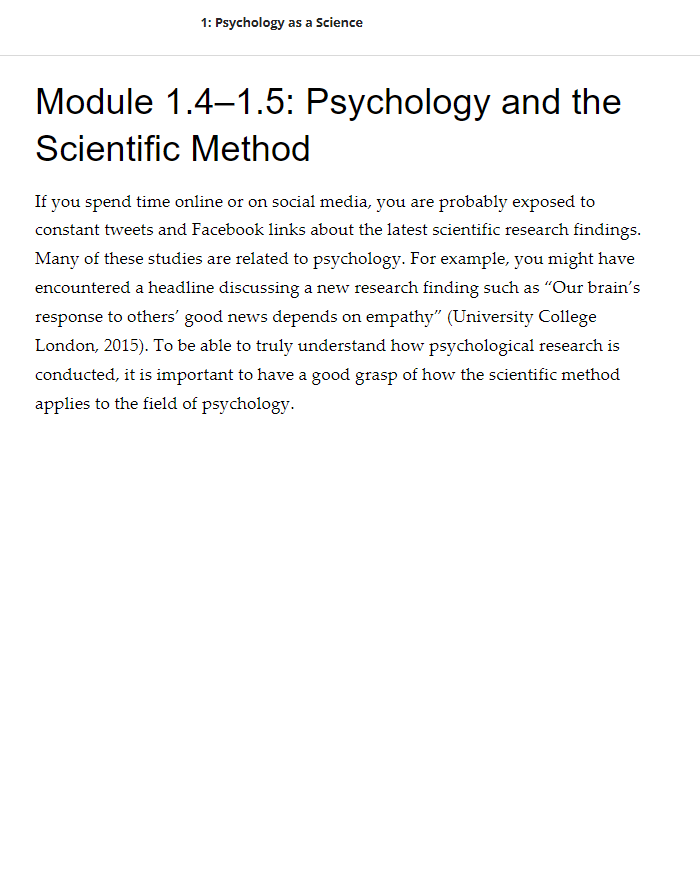 1: Psychology as a Science
Module 1.4–1.5: Psychology and the
Scientific Method
If you spend time online or on social media, you are probably exposed to
constant tweets and Facebook links about the latest scientific research findings.
Many of these studies are related to psychology. For example, you might have
encountered a headline discussing a new research finding such as “Our brain’s
response to others’ good news depends on empathy” (University College
London, 2015). To be able to truly understand how psychological research is
conducted, it is important to have a good grasp of how the scientific method
applies to the field of psychology.